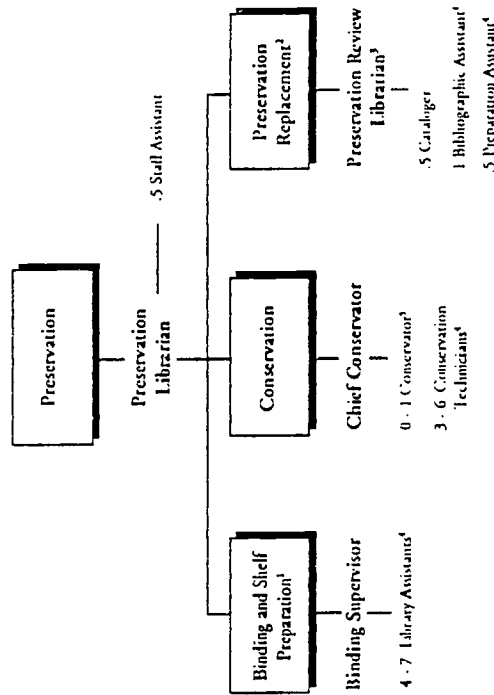 Preservation
Preservation
Librarian
.5 Staff Assistant
Binding and Shelf
Preparation¹
Binding Supervisor
4 - 7 Library Assistants⁴
Conservation
Chief Conservator
0 - 1 Conservator³
3 - 6 Conservation
Technicians⁴
Preservation
Replacement²
Preservation Review
Librarian³
.5 Cataloger
1 Bibliographic Assistant⁴
.5 Preparation Assistant⁴